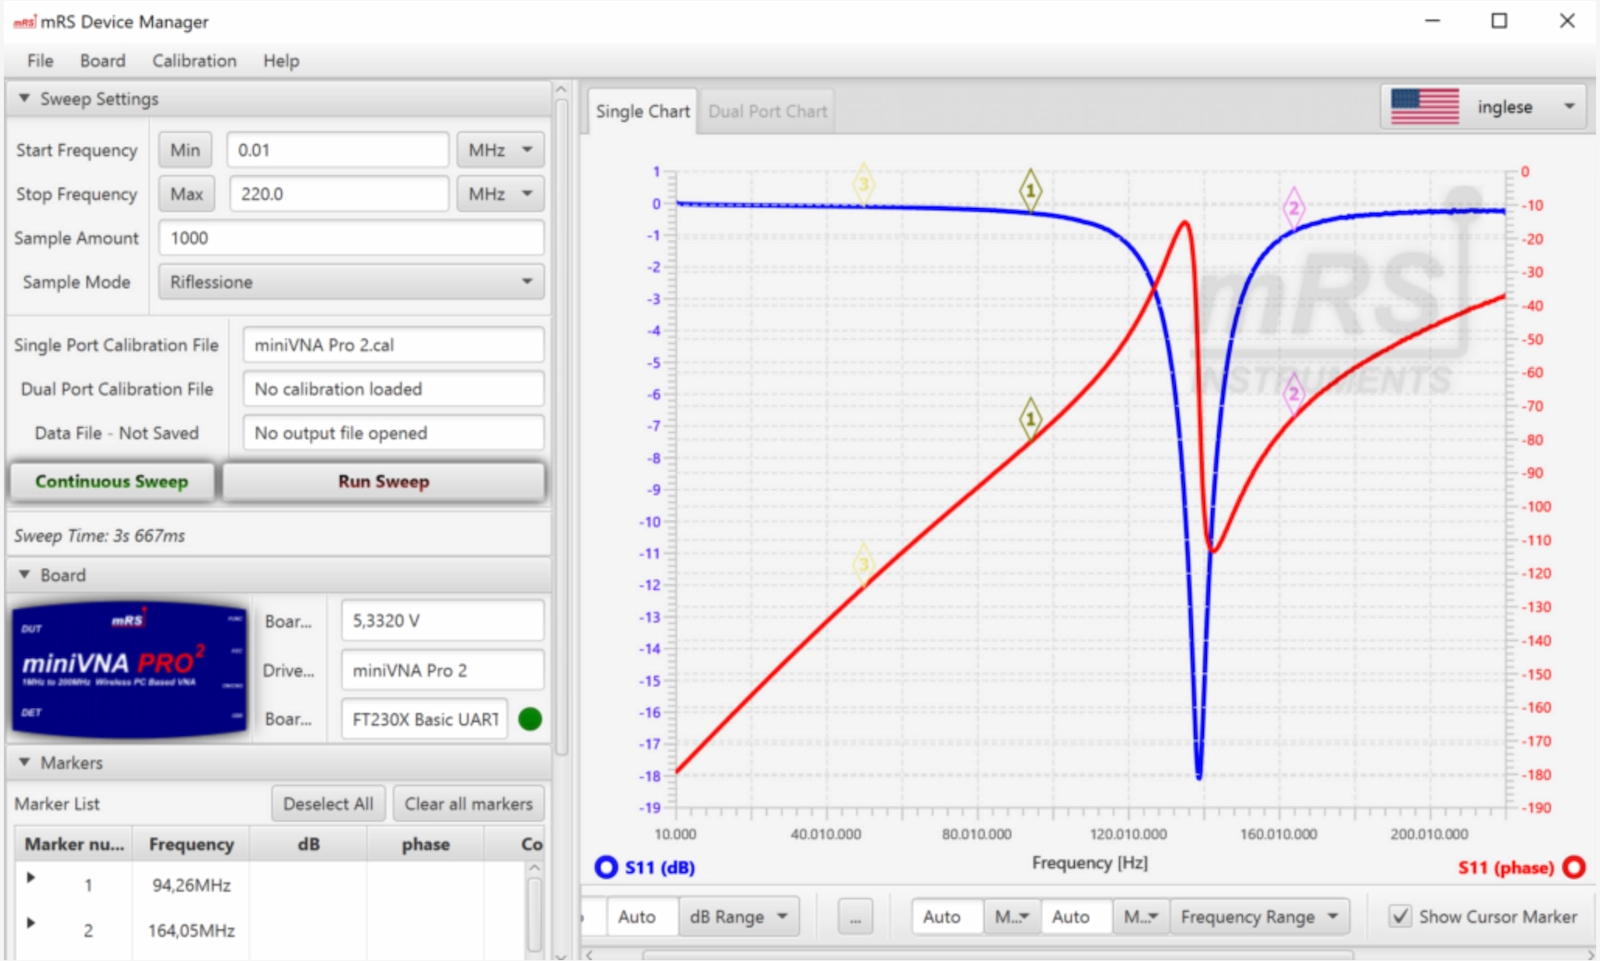 mRS mRS Device Manager
File Board Calibration Help
Sweep Settings
Start Frequency Min 0.01 MHz
Stop Frequency Max 220.0 MHz
Sample Amount 1000
Sample Mode Riflessione
Single Port Calibration File miniVNA Pro 2.cal
Dual Port Calibration File No calibration loaded
Data File - Not Saved No output file opened
Continuous Sweep Run Sweep
Sweep Time: 3s 667ms
Board
mRS
DUT
miniVNA PRO2
1MHz to 200MHz Wireless PC Based VNA
DET
Boar... 5,3320 V
Drive... miniVNA Pro 2
Boar... FT230X Basic UART
Markers
Marker List Deselect All Clear all markers
Marker nu... Frequency dB phase Co
1 94,26MHz
2 164,05MHz
Single Chart Dual Port Chart inglese
1
0
-1
-2
-3
-4
-5
-6
-7
-8
-9
-10
-11
-12
-13
-14
-15
-16
-17
-18
-19
3
1
2
1
2
3
mRS
INSTRUMENTS
0
-10
-20
-30
-40
-50
-60
-70
-80
-90
-100
-110
-120
-130
-140
-150
-160
-170
-180
-190
10.000 40.010.000 80.010.000 120.010.000 160.010.000 200.010.000
S11 (dB) Frequency [Hz] S11 (phase)
Auto dB Range ... Auto M... Auto M... Frequency Range Show Cursor Marker